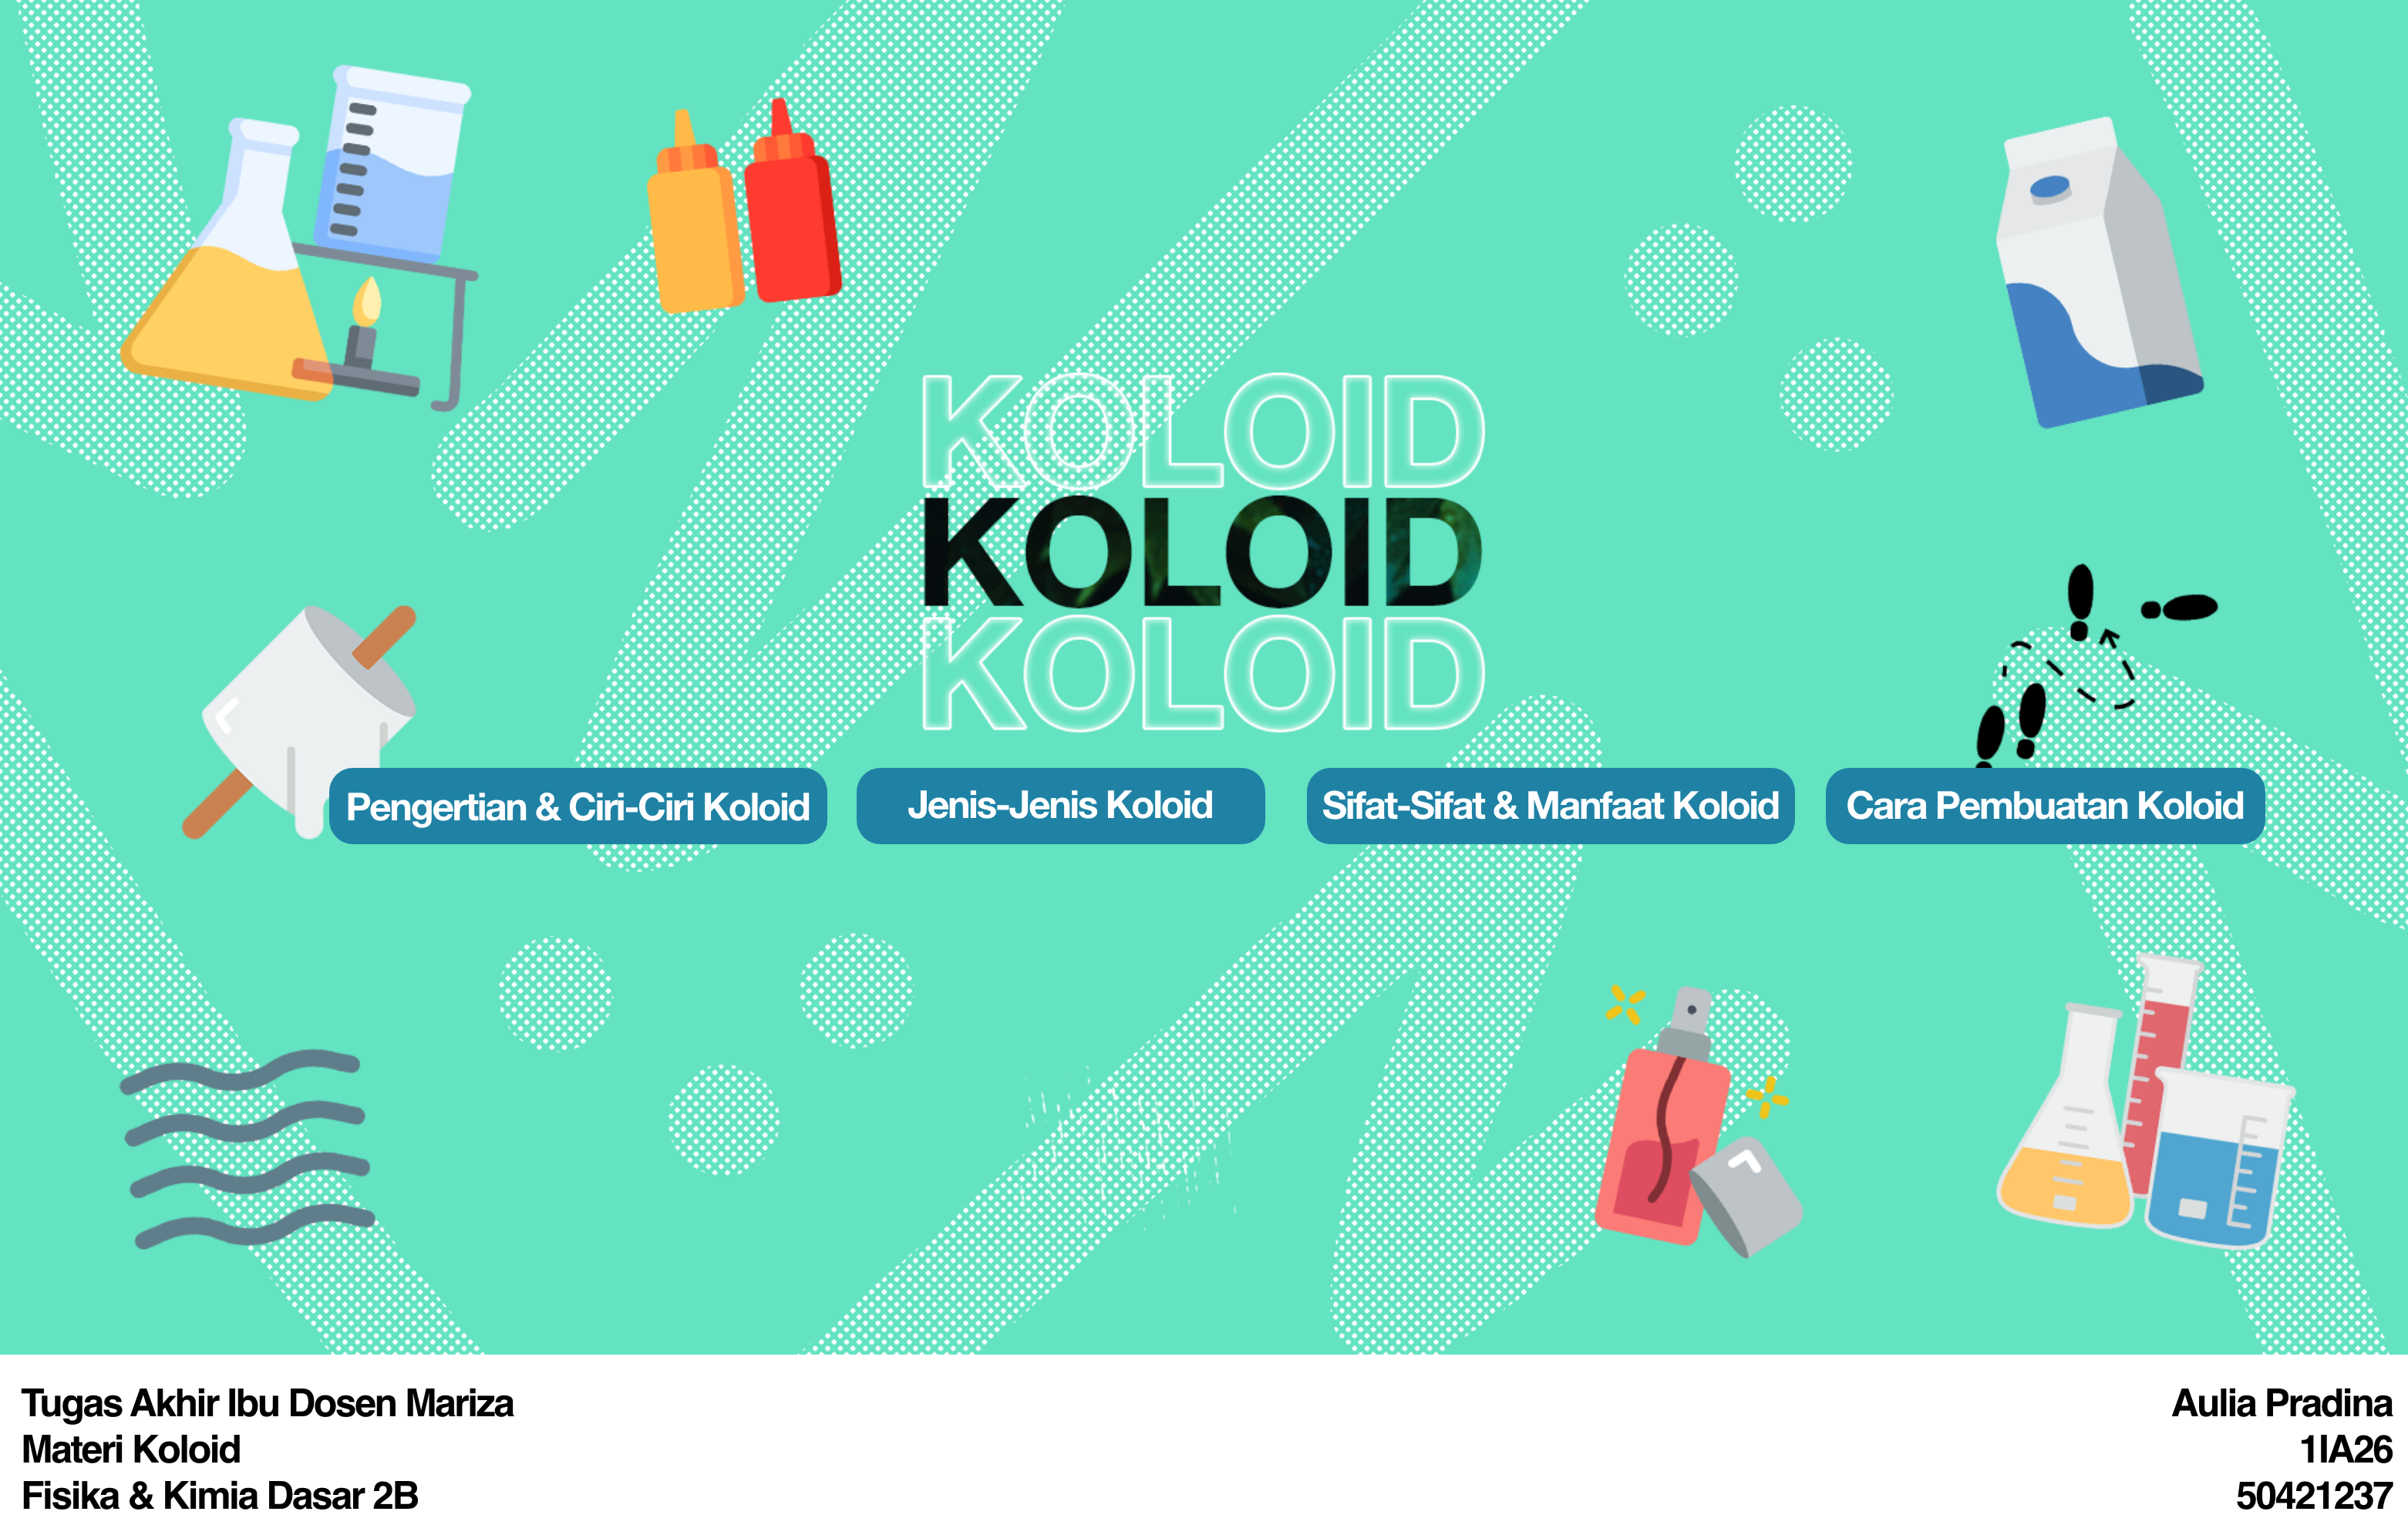 KOLOID
KOLOID
KOLOID
Pengertian & Ciri-Ciri Koloid
Jenis-Jenis Koloid
Sifat-Sifat & Manfaat Koloid
Cara Pembuatan Koloid
Tugas Akhir Ibu Dosen Mariza
Materi Koloid
Fisika & Kimia Dasar 2B
Aulia Pradina
1IA26
50421237